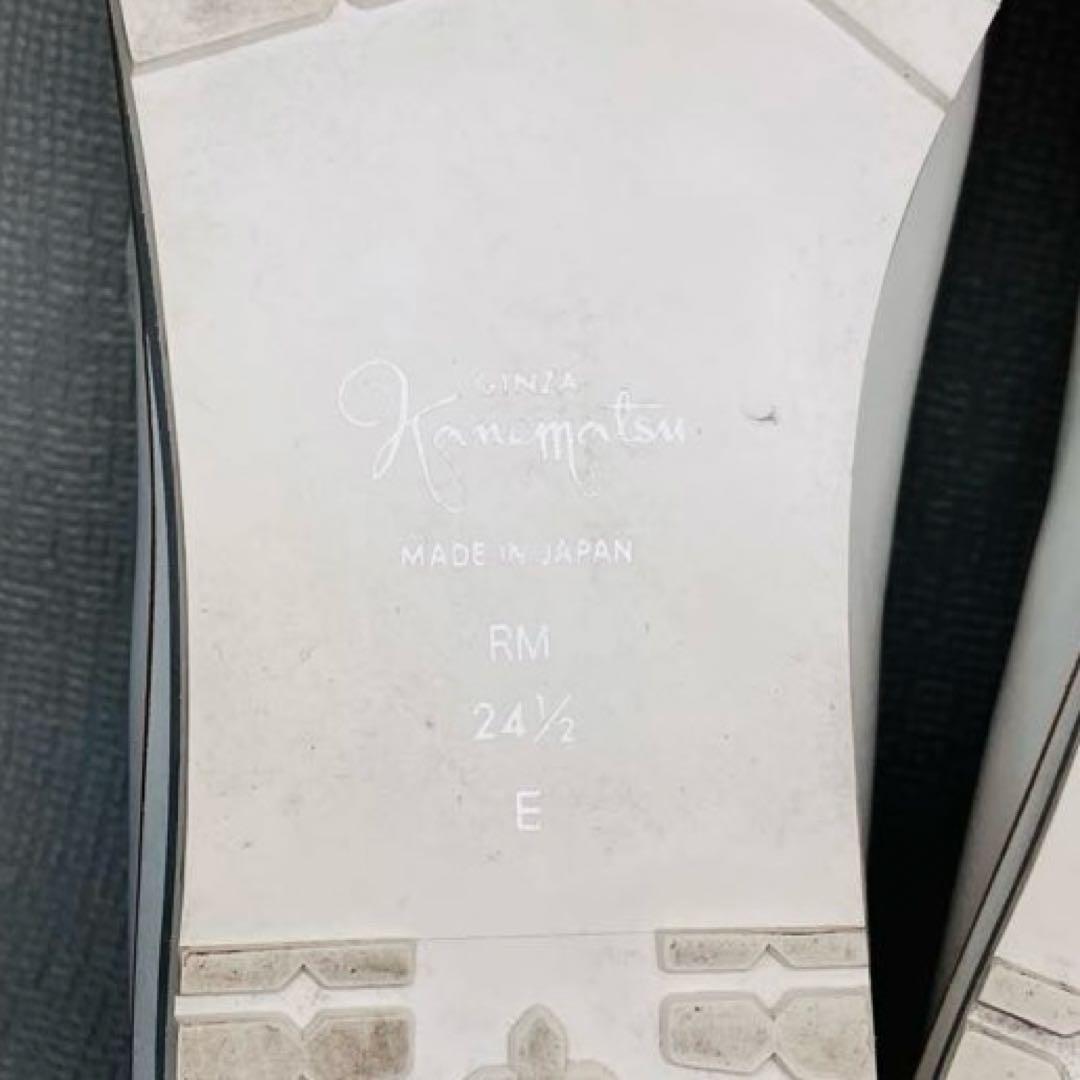 GINZA
Kanematsu
MADE IN JAPAN
RM
24½
E